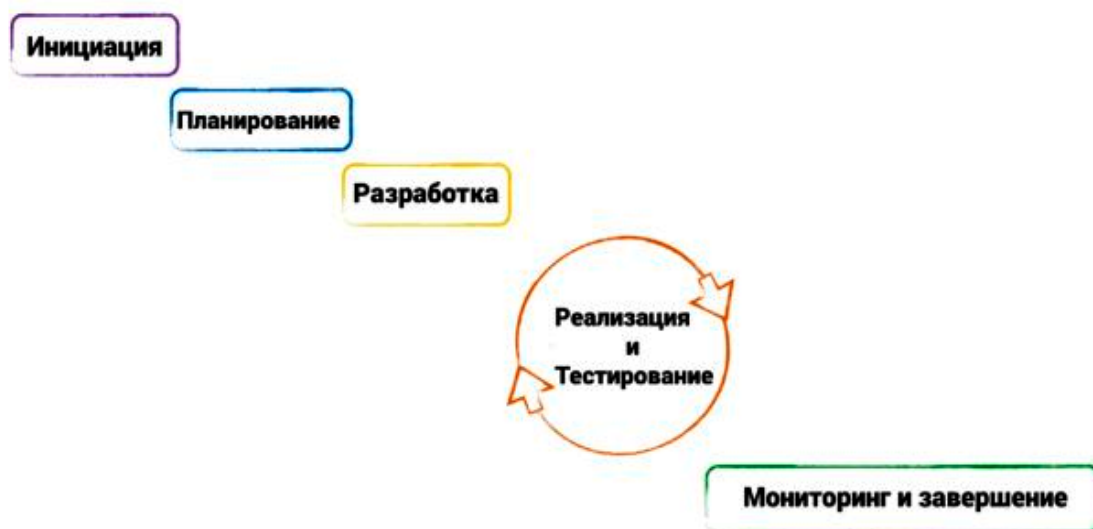 Инициация
Планирование
Разработка
Реализация
и
Тестирование
Мониторинг и завершение